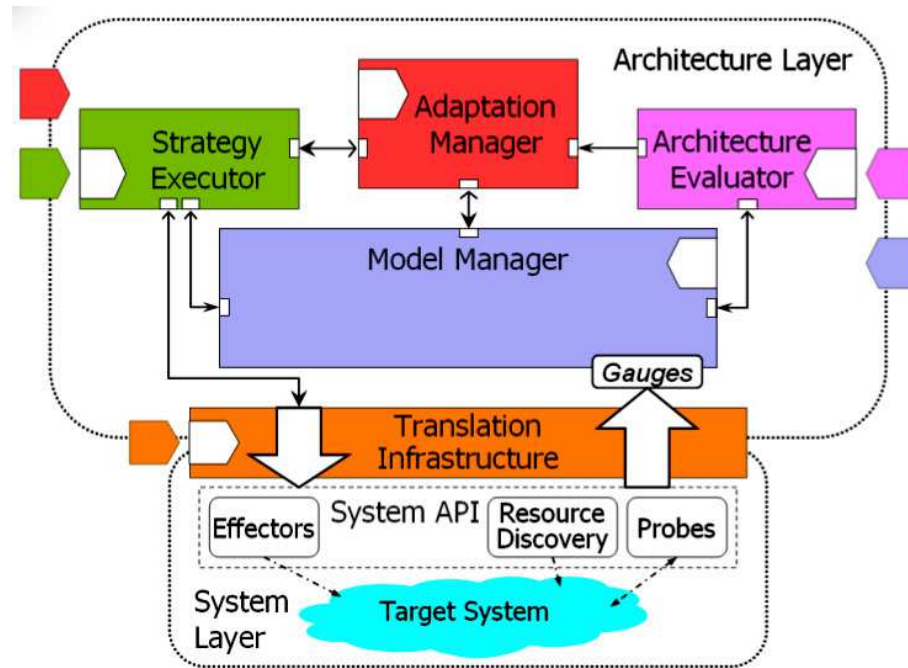 Architecture Layer
Adaptation
Manager
Strategy
Executor
Architecture
Evaluator
Model Manager
Gauges
Translation
Infrastructure
System API
Effectors
Resource
Discovery
Probes
Target System
System
Layer